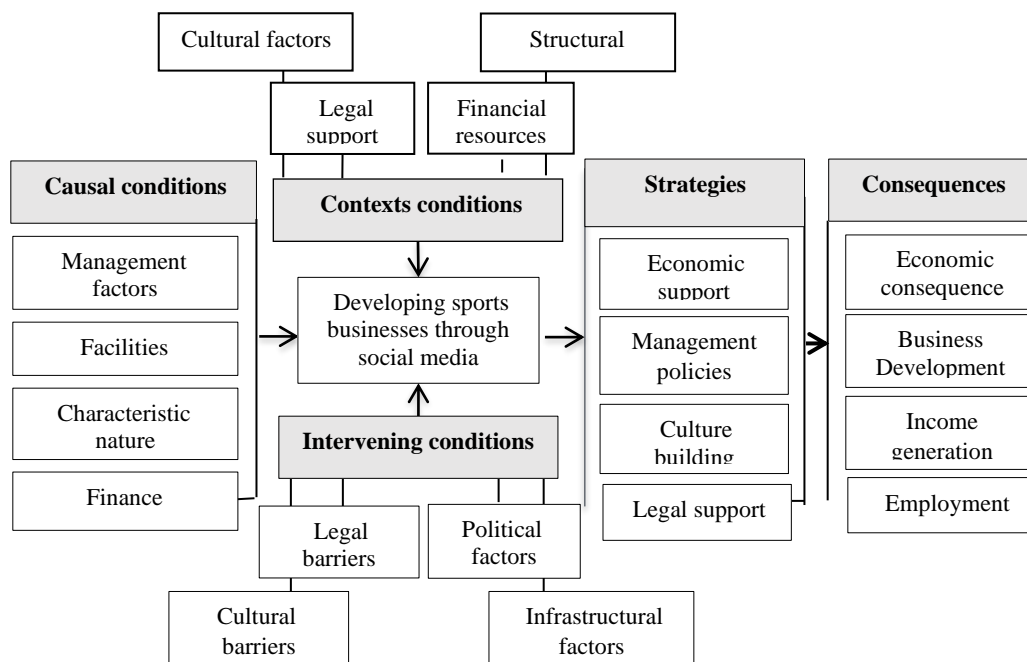 Cultural factors
Structural
Legal
support
Financial
resources
Causal conditions
Contexts conditions
Strategies
Consequences
Management
factors
Facilities
Characteristic
nature
Finance
Developing sports
businesses through
social media
Economic
support
Management
policies
Culture
building
Legal support
Economic
consequence
Business
Development
Income
generation
Employment
Intervening conditions
Legal
barriers
Political
factors
Cultural
barriers
Infrastructural
factors